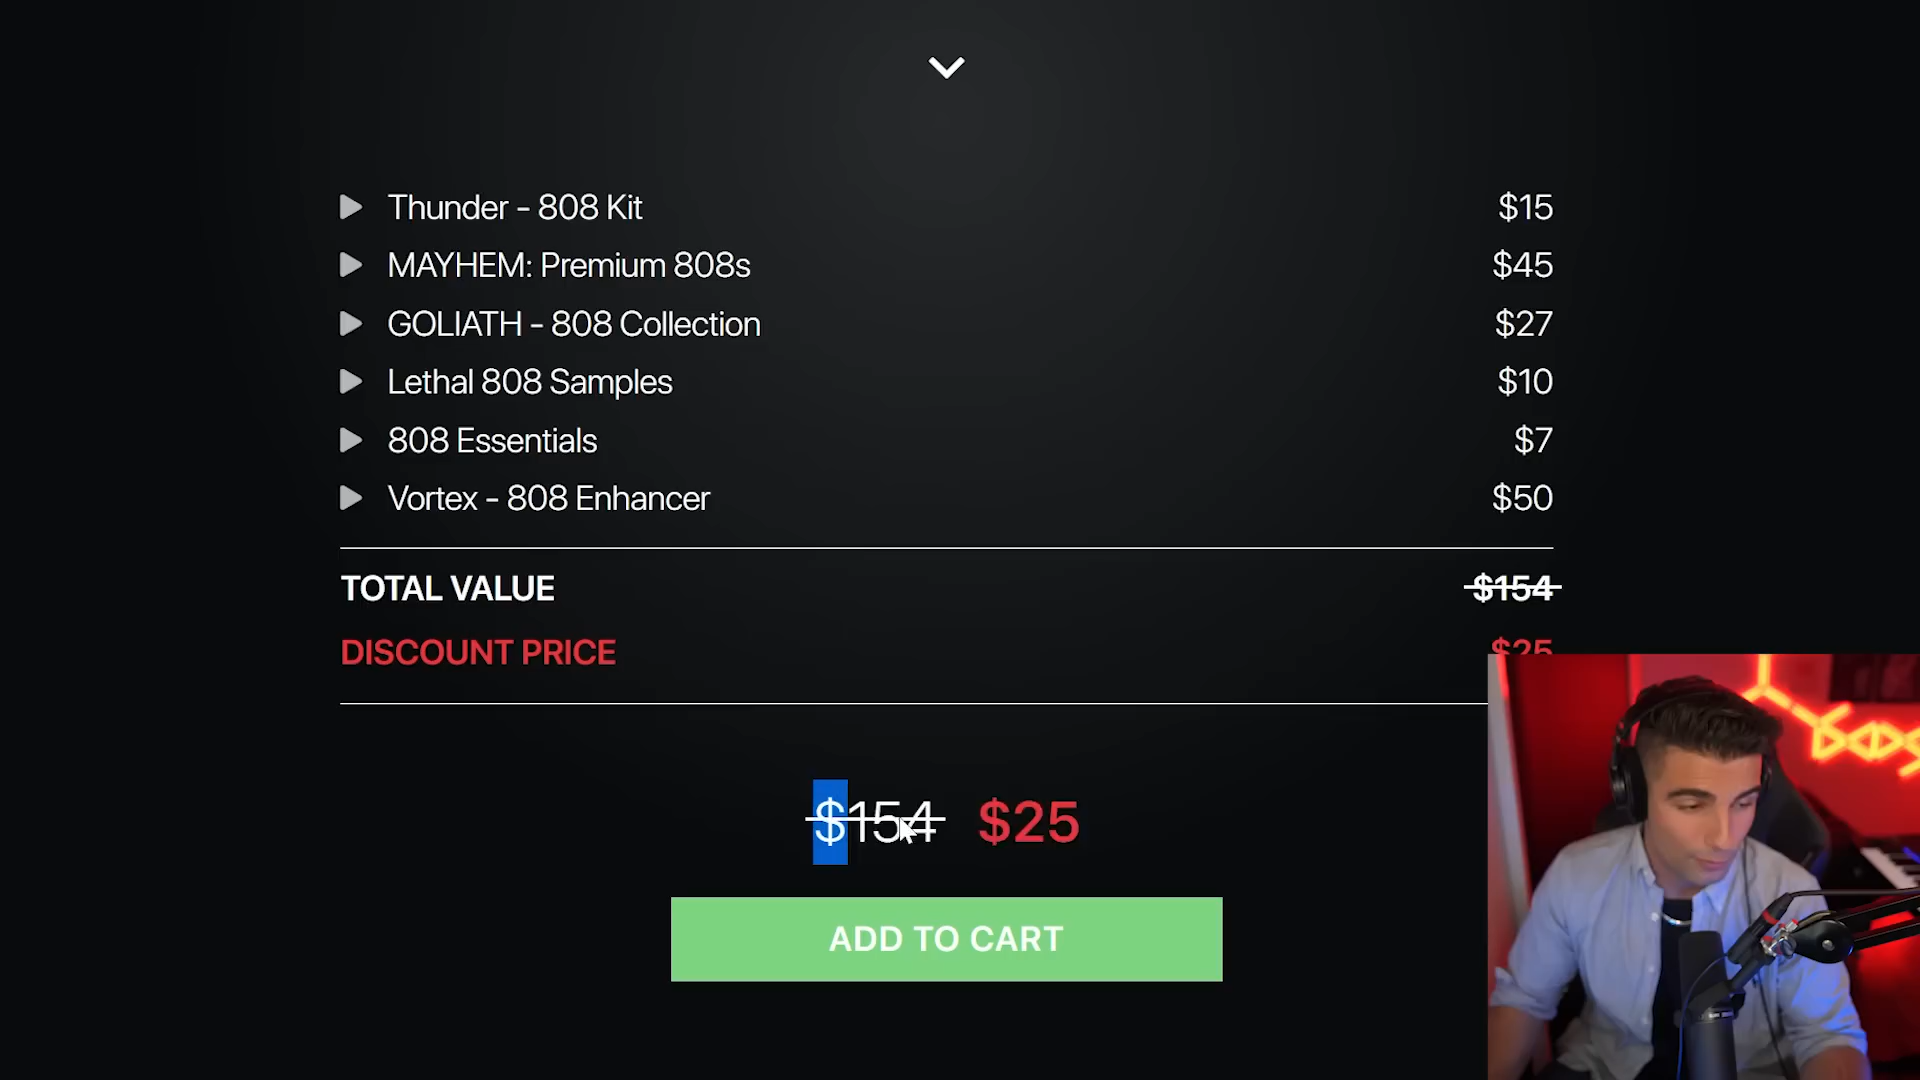 Thunder - 808 Kit $15
MAYHEM: Premium 808s $45
GOLIATH - 808 Collection $27
Lethal 808 Samples $10
808 Essentials $7
Vortex - 808 Enhancer $50
TOTAL VALUE $154
DISCOUNT PRICE $25
$154 $25
ADD TO CART